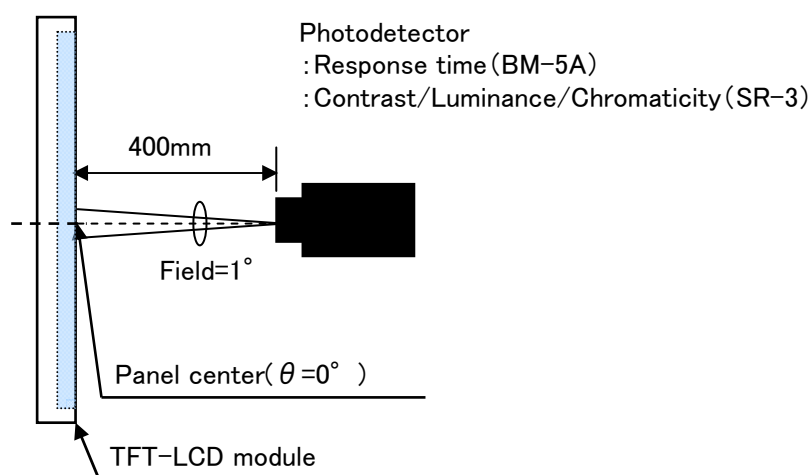 Photodetector
:Response time(BM-5A)
:Contrast/Luminance/Chromaticity(SR-3)
400mm
Field=1°
Panel center(θ=0° )
TFT-LCD module